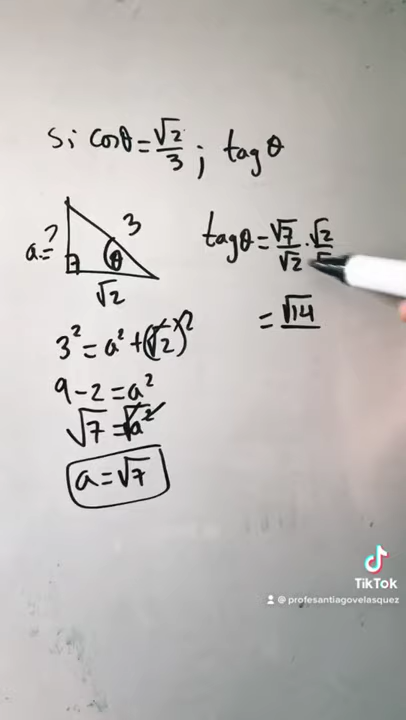 Si cosθ = √2/3 ; tag θ
a=?
3
θ
√2
tagθ = √7/√2 · √2/√
= √14
3² = a² + (√2)²
9 - 2 = a²
√7 = √a²
a = √7
TikTok
@profesantiagovelasquez